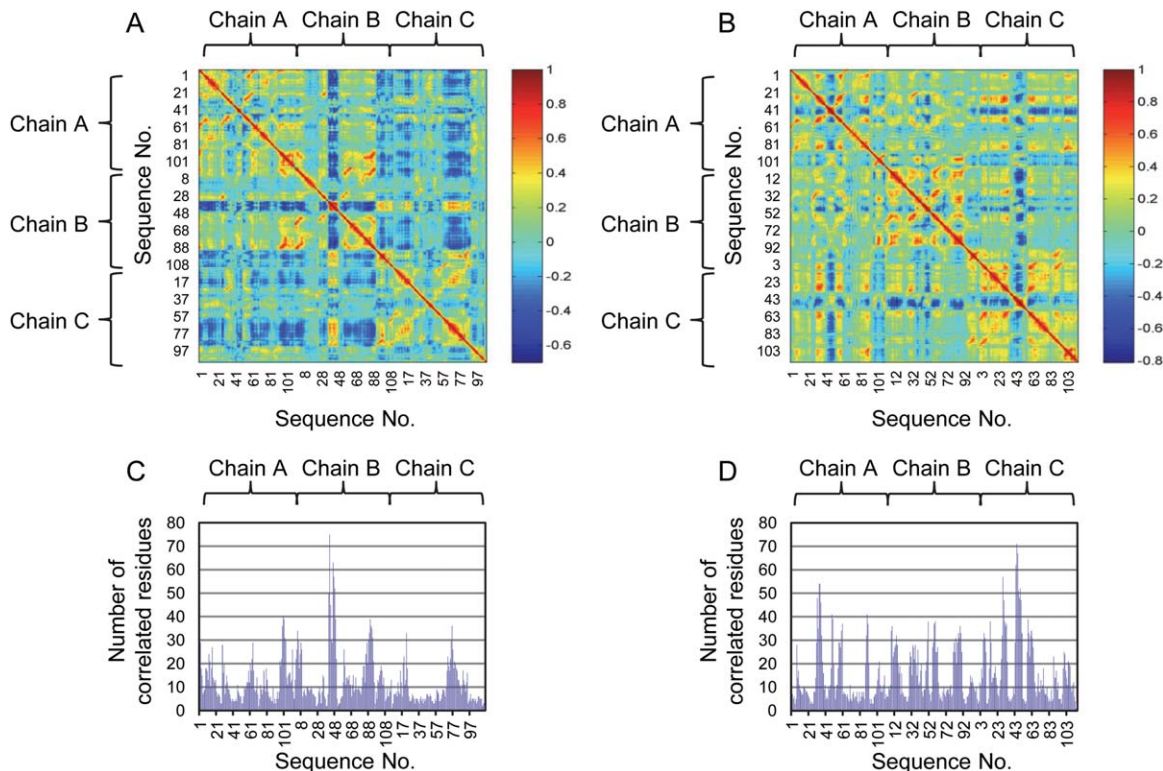 A
Chain A Chain B Chain C
Chain A
Chain B
Chain C
Sequence No.
1
21
41
61
81
101
8
28
48
68
88
108
17
37
57
77
97
1 21 41 61 81 101 8 28 48 68 88 108 17 37 57 77 97
Sequence No.
1
0.8
0.6
0.4
0.2
0
-0.2
-0.4
-0.6
B
Chain A Chain B Chain C
Chain A
Chain B
Chain C
Sequence No.
1
21
41
61
81
101
12
32
52
72
92
3
23
43
63
83
103
1 21 41 61 81 101 12 32 52 72 92 3 23 43 63 83 103
Sequence No.
1
0.8
0.6
0.4
0.2
0
-0.2
-0.4
-0.6
-0.8
C
Chain A Chain B Chain C
Number of
correlated residues
80
70
60
50
40
30
20
10
0
1 21 41 61 81 101 8 28 48 68 88 108 17 37 57 77 97
Sequence No.
D
Chain A Chain B Chain C
Number of
correlated residues
80
70
60
50
40
30
20
10
0
1 21 41 61 81 101 12 32 52 72 92 3 23 43 63 83 103
Sequence No.